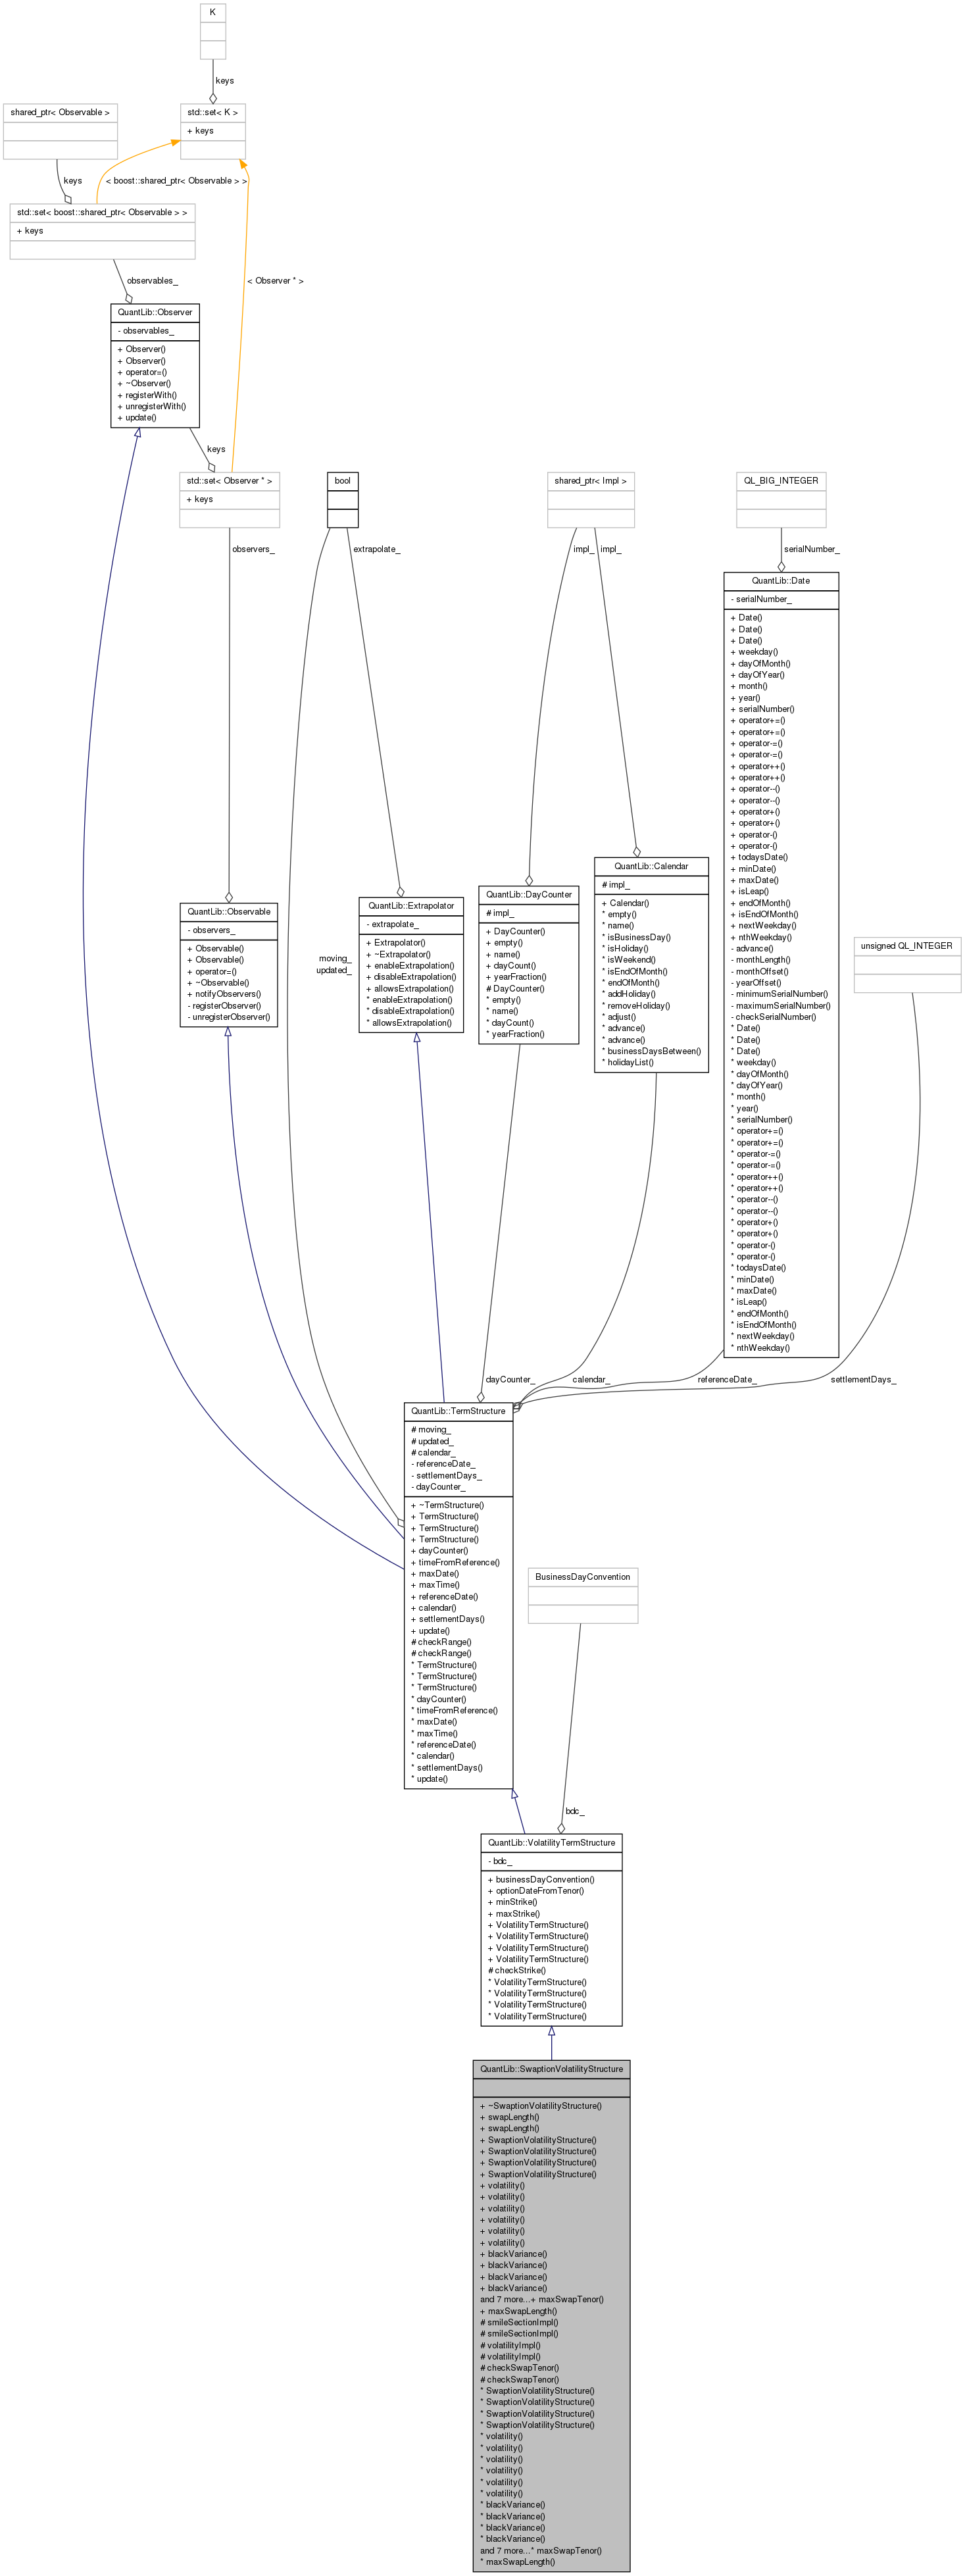 K
keys
shared_ptr< Observable >
std::set< K >
+ keys
keys
< boost::shared_ptr< Observable > >
std::set< boost::shared_ptr< Observable > >
+ keys
observables_
< Observer * >
QuantLib::Observer
- observables_
+ Observer()
+ Observer()
+ operator=()
+ ~Observer()
+ registerWith()
+ unregisterWith()
+ update()
keys
std::set< Observer * >
+ keys
bool
shared_ptr< Impl >
QL_BIG_INTEGER
observers_
extrapolate_
impl_
impl_
serialNumber_
QuantLib::Date
- serialNumber_
+ Date()
+ Date()
+ Date()
+ weekday()
+ dayOfMonth()
+ dayOfYear()
+ month()
+ year()
+ serialNumber()
+ operator+=()
+ operator+=()
+ operator-=()
+ operator-=()
+ operator++()
+ operator++()
+ operator--()
+ operator--()
+ operator+()
+ operator+()
+ operator-()
+ operator-()
+ todaysDate()
+ minDate()
+ maxDate()
+ isLeap()
+ endOfMonth()
+ isEndOfMonth()
+ nextWeekday()
+ nthWeekday()
- advance()
- monthLength()
- monthOffset()
- yearOffset()
- minimumSerialNumber()
- maximumSerialNumber()
- checkSerialNumber()
* Date()
* Date()
* Date()
* weekday()
* dayOfMonth()
* dayOfYear()
* month()
* year()
* serialNumber()
* operator+=()
* operator+=()
* operator-=()
* operator-=()
* operator++()
* operator++()
* operator--()
* operator--()
* operator+()
* operator+()
* operator-()
* operator-()
* todaysDate()
* minDate()
* maxDate()
* isLeap()
* endOfMonth()
* isEndOfMonth()
* nextWeekday()
* nthWeekday()
QuantLib::Calendar
# impl_
+ Calendar()
* empty()
* name()
* isBusinessDay()
* isHoliday()
* isWeekend()
* isEndOfMonth()
* endOfMonth()
* addHoliday()
* removeHoliday()
* adjust()
* advance()
* advance()
* businessDaysBetween()
* holidayList()
QuantLib::DayCounter
# impl_
+ DayCounter()
+ empty()
+ name()
+ dayCount()
+ yearFraction()
# DayCounter()
* empty()
* name()
* dayCount()
* yearFraction()
QuantLib::Extrapolator
- extrapolate_
+ Extrapolator()
+ ~Extrapolator()
+ enableExtrapolation()
+ disableExtrapolation()
+ allowsExtrapolation()
* enableExtrapolation()
* disableExtrapolation()
* allowsExtrapolation()
QuantLib::Observable
- observers_
+ Observable()
+ Observable()
+ operator=()
+ ~Observable()
+ notifyObservers()
- registerObserver()
- unregisterObserver()
moving_
updated_
unsigned QL_INTEGER
dayCounter_
calendar_
referenceDate_
settlementDays_
QuantLib::TermStructure
# moving_
# updated_
# calendar_
- referenceDate_
- settlementDays_
- dayCounter_
+ ~TermStructure()
+ TermStructure()
+ TermStructure()
+ TermStructure()
+ dayCounter()
+ timeFromReference()
+ maxDate()
+ maxTime()
+ referenceDate()
+ calendar()
+ settlementDays()
+ update()
# checkRange()
# checkRange()
* TermStructure()
* TermStructure()
* TermStructure()
* dayCounter()
* timeFromReference()
* maxDate()
* maxTime()
* referenceDate()
* calendar()
* settlementDays()
* update()
BusinessDayConvention
bdc_
QuantLib::VolatilityTermStructure
- bdc_
+ businessDayConvention()
+ optionDateFromTenor()
+ minStrike()
+ maxStrike()
+ VolatilityTermStructure()
+ VolatilityTermStructure()
+ VolatilityTermStructure()
+ VolatilityTermStructure()
# checkStrike()
* VolatilityTermStructure()
* VolatilityTermStructure()
* VolatilityTermStructure()
* VolatilityTermStructure()
QuantLib::SwaptionVolatilityStructure
+ ~SwaptionVolatilityStructure()
+ swapLength()
+ swapLength()
+ SwaptionVolatilityStructure()
+ SwaptionVolatilityStructure()
+ SwaptionVolatilityStructure()
+ SwaptionVolatilityStructure()
+ volatility()
+ volatility()
+ volatility()
+ volatility()
+ volatility()
+ volatility()
+ blackVariance()
+ blackVariance()
+ blackVariance()
+ blackVariance()
and 7 more...+ maxSwapTenor()
+ maxSwapLength()
# smileSectionImpl()
# smileSectionImpl()
# volatilityImpl()
# volatilityImpl()
# checkSwapTenor()
# checkSwapTenor()
* SwaptionVolatilityStructure()
* SwaptionVolatilityStructure()
* SwaptionVolatilityStructure()
* SwaptionVolatilityStructure()
* volatility()
* volatility()
* volatility()
* volatility()
* volatility()
* volatility()
* blackVariance()
* blackVariance()
* blackVariance()
* blackVariance()
and 7 more...* maxSwapTenor()
* maxSwapLength()